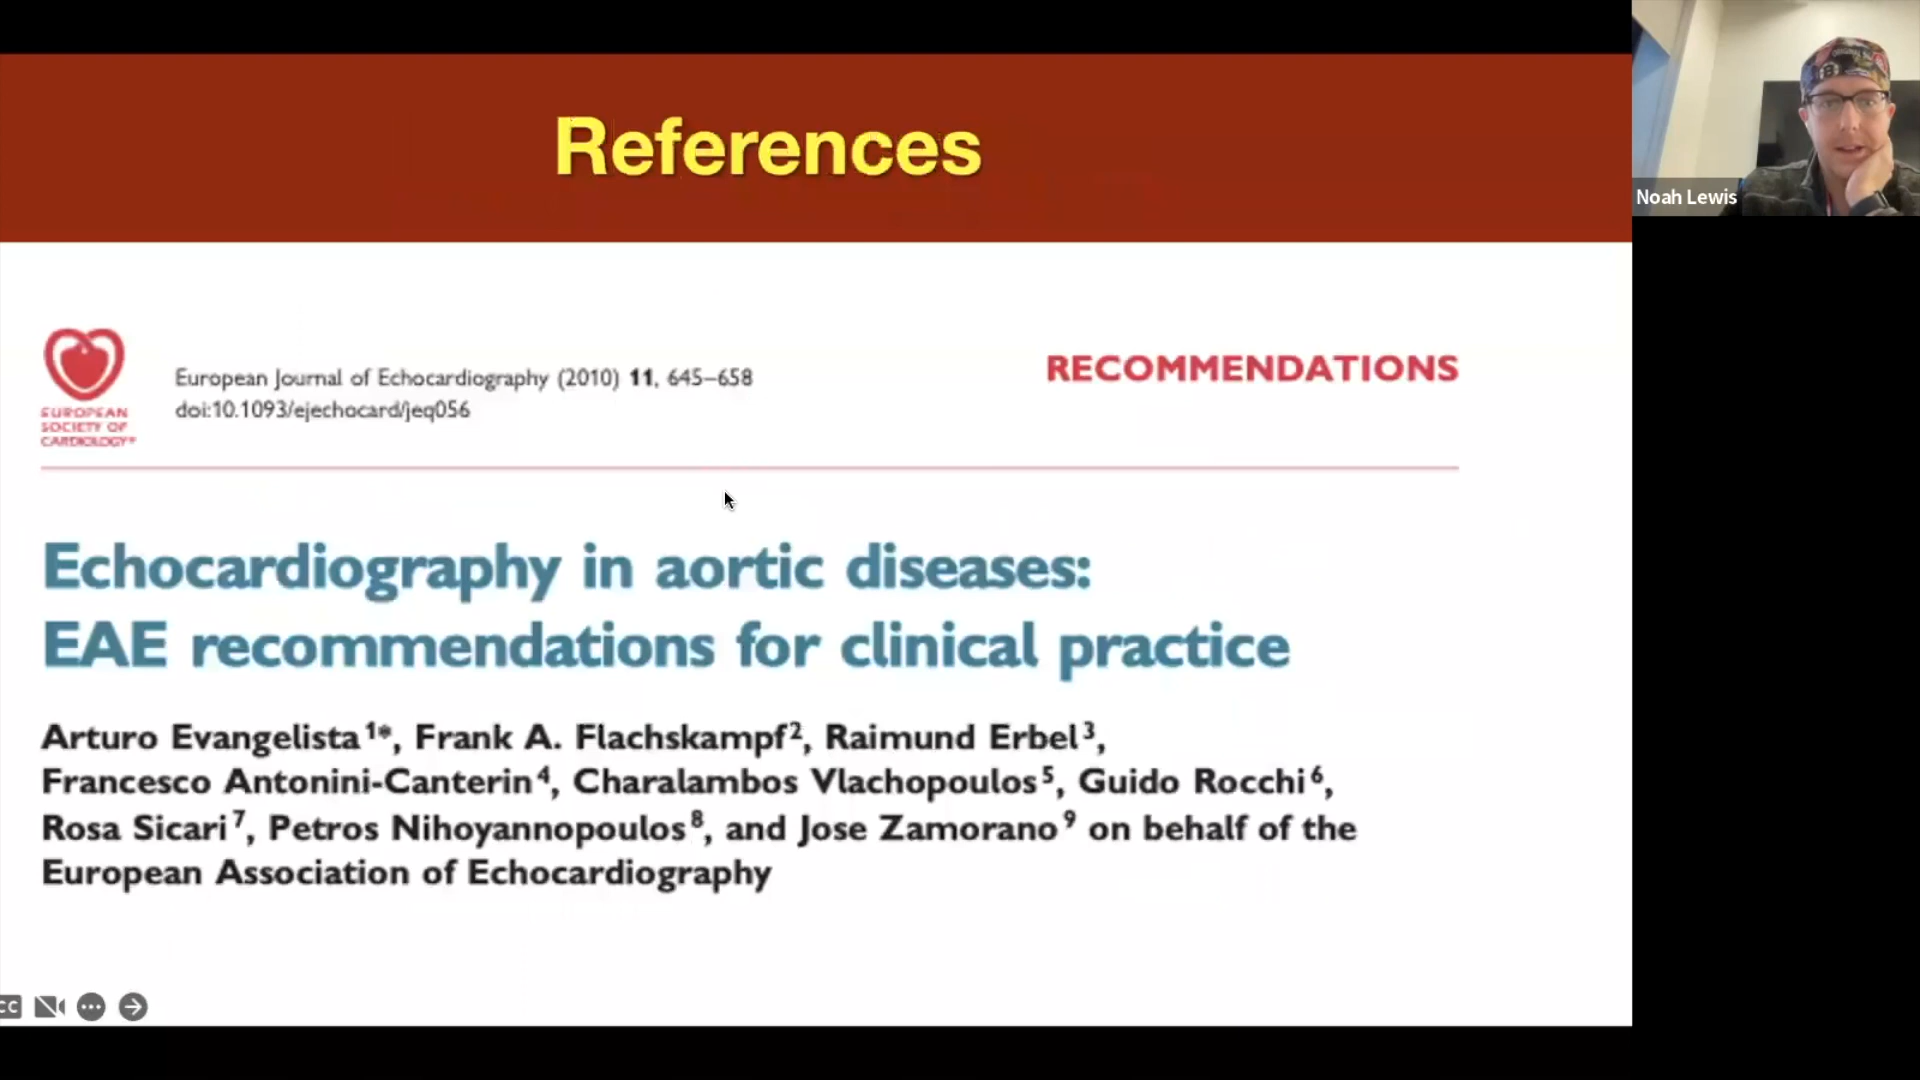 References
Noah Lewis
EUROPEAN
SOCIETY OF
CARDIOLOGY®
European Journal of Echocardiography (2010) 11, 645–658
doi:10.1093/ejechocard/jeq056
RECOMMENDATIONS
Echocardiography in aortic diseases:
EAE recommendations for clinical practice
Arturo Evangelista1*, Frank A. Flachskampf2, Raimund Erbel3,
Francesco Antonini-Canterin4, Charalambos Vlachopoulos5, Guido Rocchi6,
Rosa Sicari7, Petros Nihoyannopoulos8, and Jose Zamorano9 on behalf of the
European Association of Echocardiography
CC